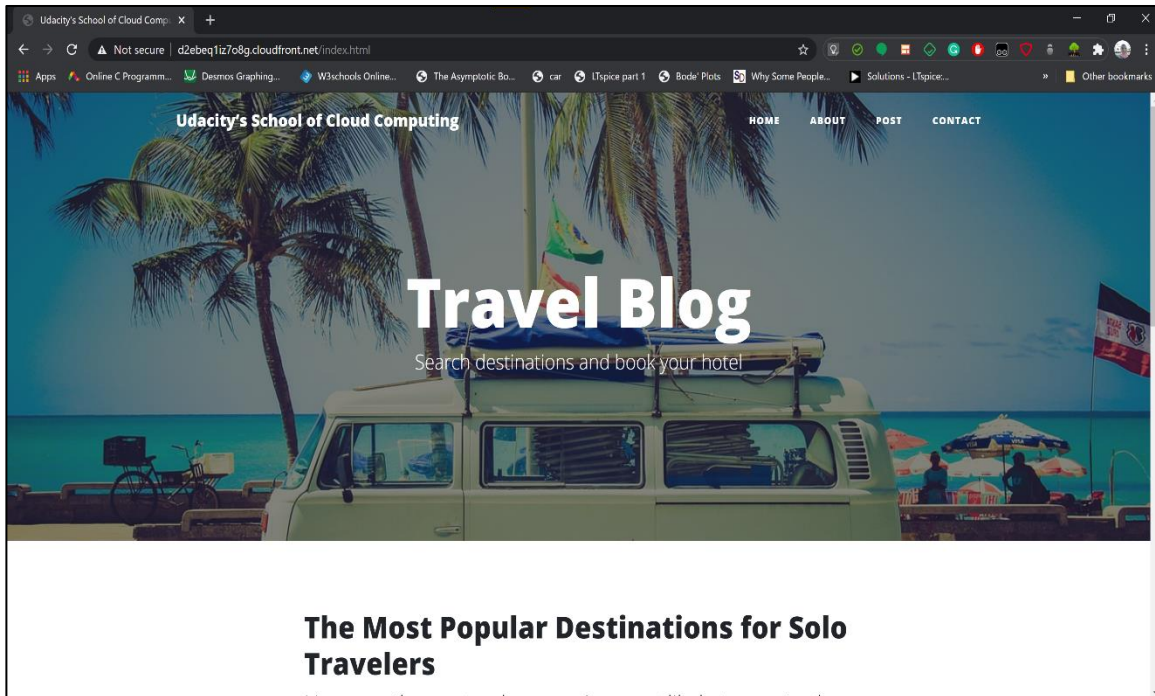 Udacity's School of Cloud Comp
Not secure | d2ebeq1iz7o8g.cloudfront.net/index.html
Apps Online C Programm... Desmos Graphing... W3schools Online... The Asymptotic Bo... car LTspice part 1 Bode' Plots Why Some People... Solutions - LTspice:... » Other bookmarks
Udacity's School of Cloud Computing HOME ABOUT POST CONTACT
Travel Blog
Search destinations and book your hotel
VISA
The Most Popular Destinations for Solo
Travelers